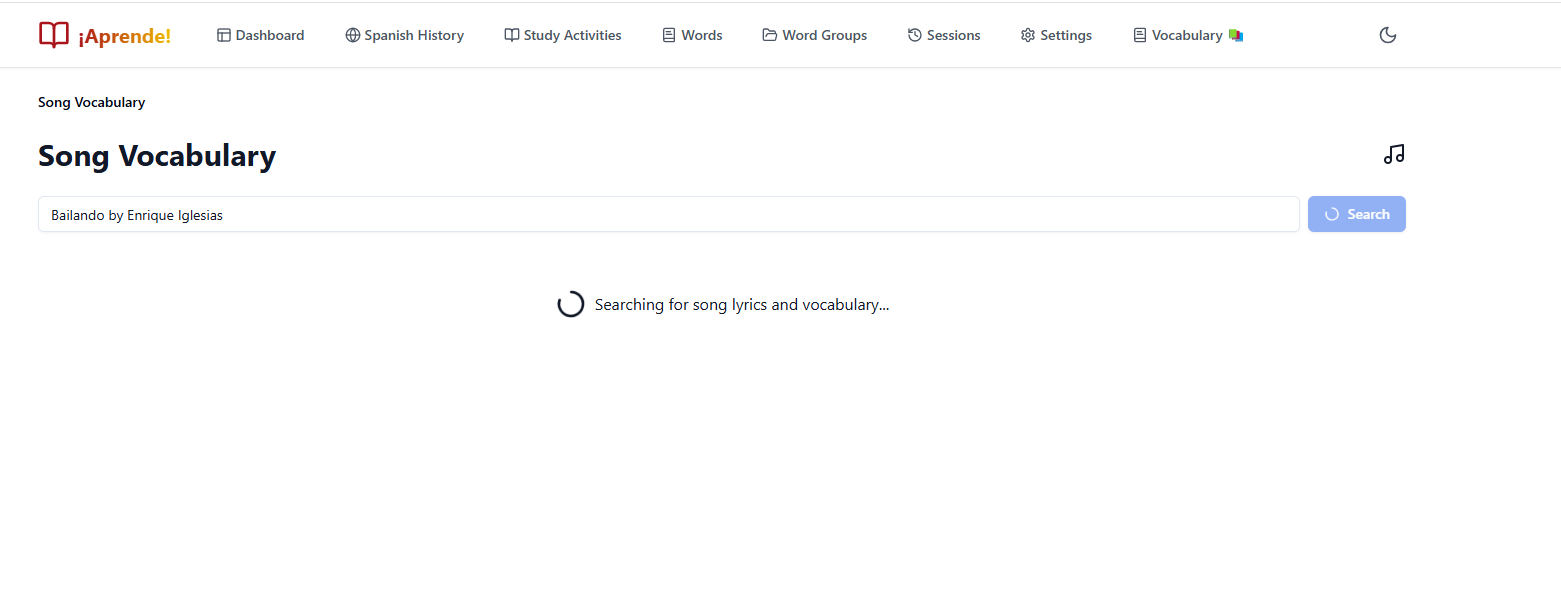 ¡Aprende! Dashboard Spanish History Study Activities Words Word Groups Sessions Settings Vocabulary
Song Vocabulary
Song Vocabulary
Bailando by Enrique Iglesias Search
Searching for song lyrics and vocabulary...